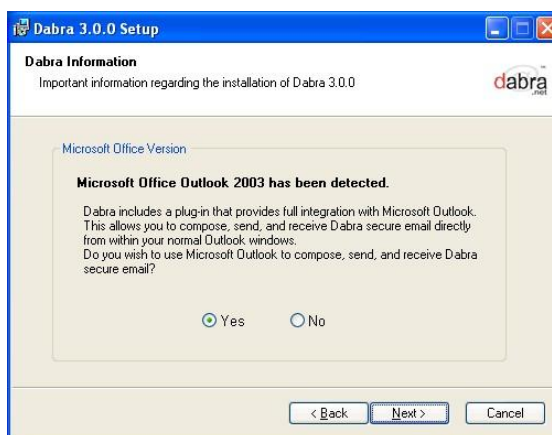 Dabra 3.0.0 Setup
Dabra Information
Important information regarding the installation of Dabra 3.0.0
dabra
.net
Microsoft Office Version
Microsoft Office Outlook 2003 has been detected.
Dabra includes a plug-in that provides full integration with Microsoft Outlook.
This allows you to compose, send, and receive Dabra secure email directly
from within your normal Outlook windows.
Do you wish to use Microsoft Outlook to compose, send, and receive Dabra
secure email?
Yes No
< Back Next > Cancel